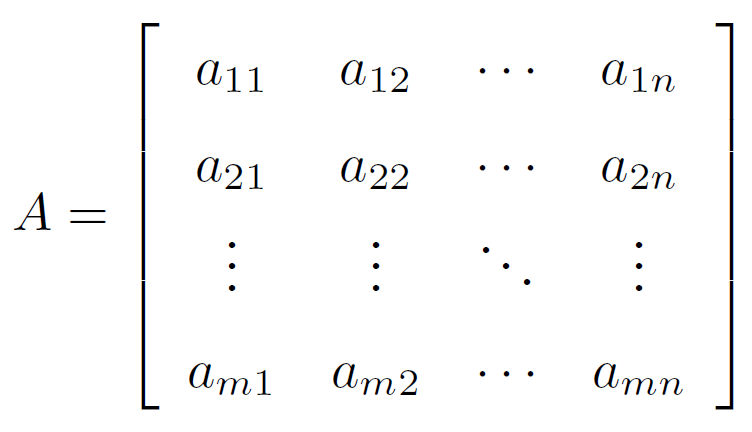 a₁₁ a₁₂ ⋯ a₁ₙ
a₂₁ a₂₂ ⋯ a₂ₙ
A =
⋮ ⋮ ⋱ ⋮
aₘ₁ aₘ₂ ⋯ aₘₙ